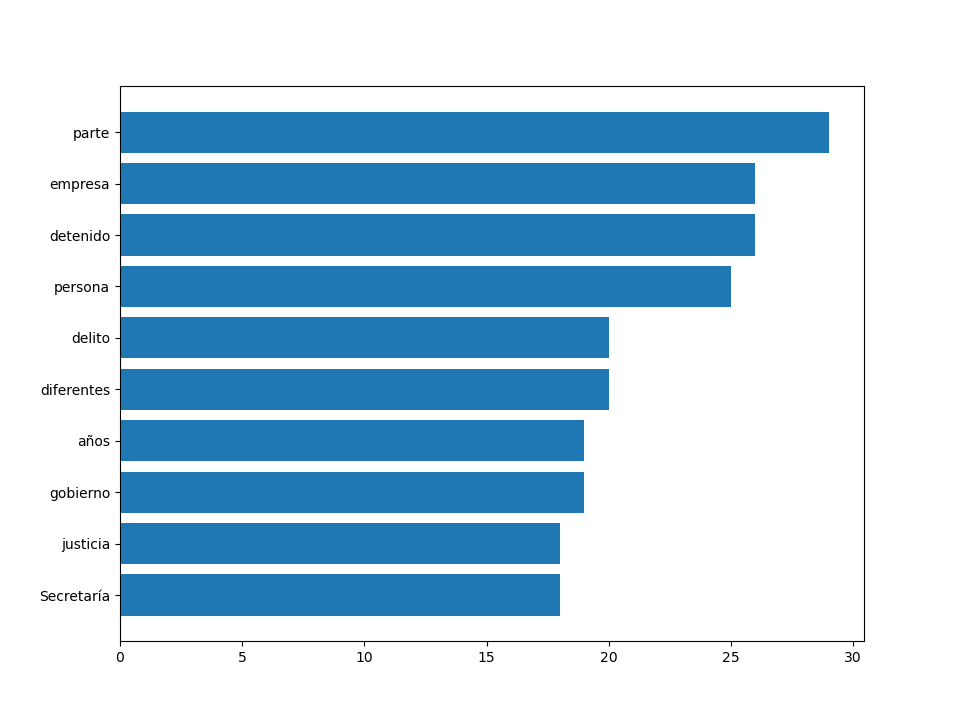 parte
empresa
detenido
persona
delito
diferentes
años
gobierno
justicia
Secretaría
0 5 10 15 20 25 30